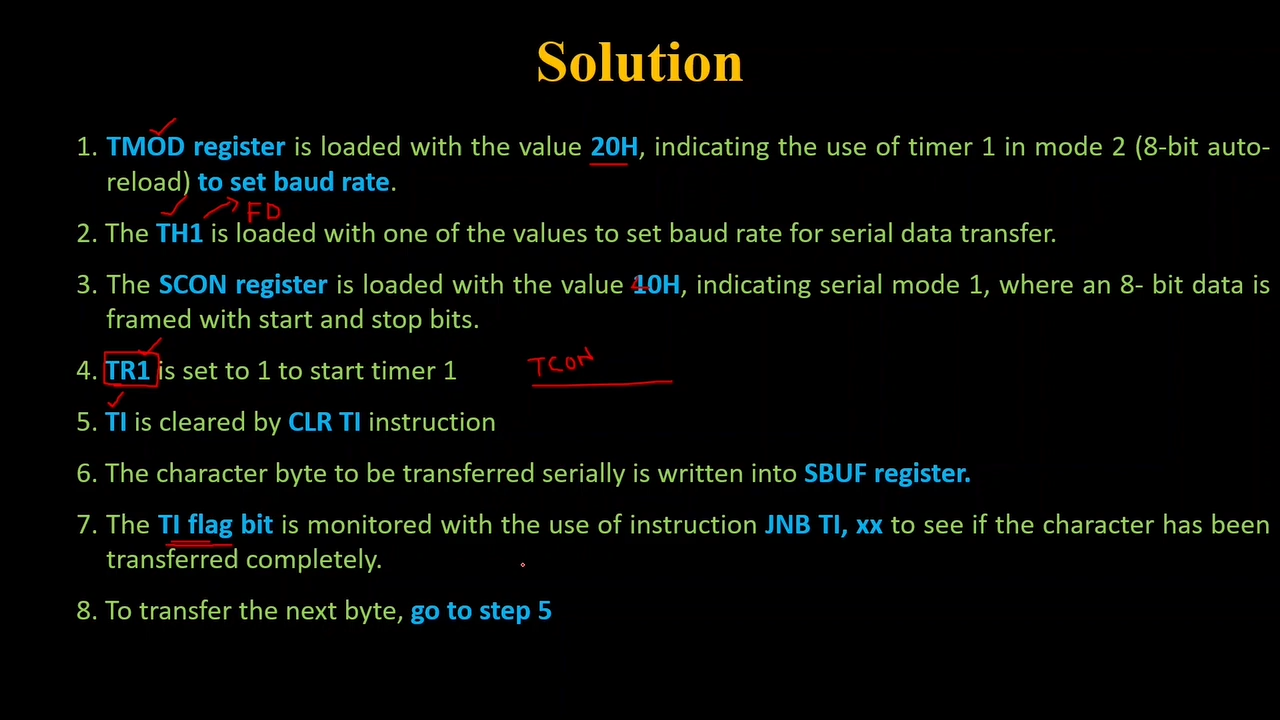 Solution
1. TMOD register is loaded with the value 20H, indicating the use of timer 1 in mode 2 (8-bit auto-
reload) to set baud rate.
FD
2. The TH1 is loaded with one of the values to set baud rate for serial data transfer.
3. The SCON register is loaded with the value 10H, indicating serial mode 1, where an 8- bit data is
framed with start and stop bits.
4. TR1 is set to 1 to start timer 1
TCON
5. TI is cleared by CLR TI instruction
6. The character byte to be transferred serially is written into SBUF register.
7. The TI flag bit is monitored with the use of instruction JNB TI, xx to see if the character has been
transferred completely.
8. To transfer the next byte, go to step 5